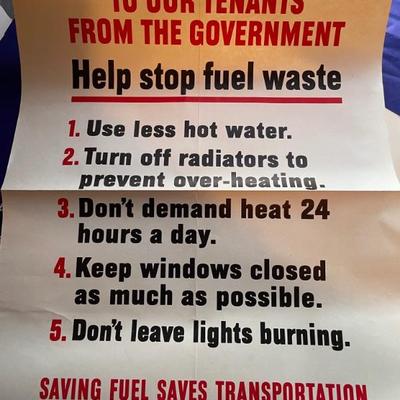 TO OUR TENANTS
FROM THE GOVERNMENT
Help stop fuel waste
1. Use less hot water.
2. Turn off radiators to
prevent over-heating.
3. Don't demand heat 24
hours a day.
4. Keep windows closed
as much as possible.
5. Don't leave lights burning.
SAVING FUEL SAVES TRANSPORTATION